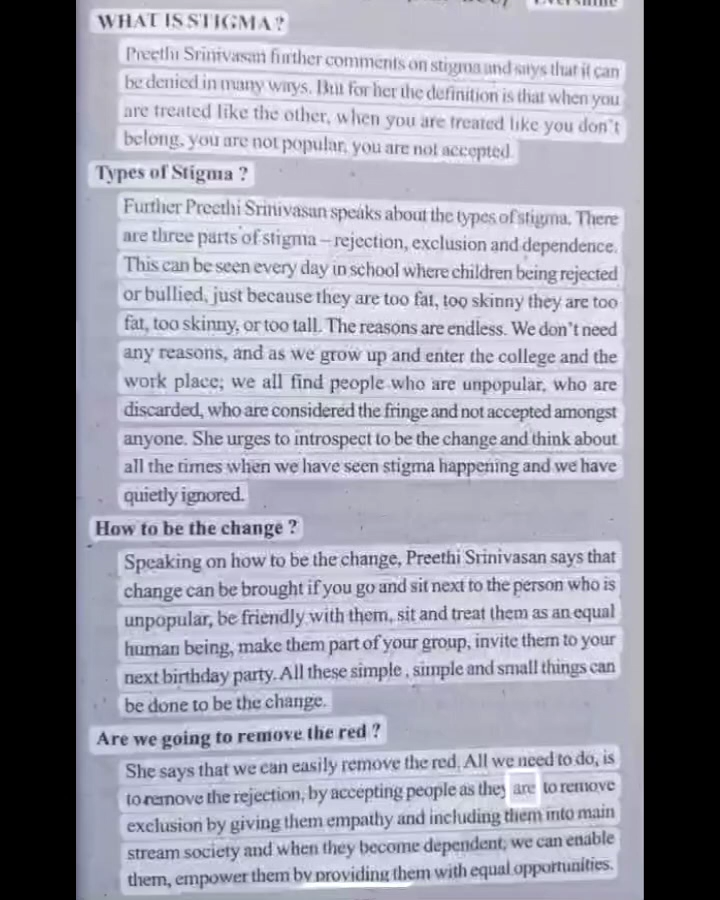 WHAT IS STIGMA ?
Preethi Srinivasan further comments on stigma and says that it can
be denied in many ways. But for her the definition is that when you
are treated like the other, when you are treated like you don't
belong, you are not popular, you are not accepted.
Types of Stigma ?
Further Preethi Srinivasan speaks about the types of stigma. There
are three parts of stigma – rejection, exclusion and dependence.
This can be seen every day in school where children being rejected
or bullied, just because they are too fat, too skinny they are too
fat, too skinny, or too tall. The reasons are endless. We don't need
any reasons, and as we grow up and enter the college and the
work place; we all find people who are unpopular, who are
discarded, who are considered the fringe and not accepted amongst
anyone. She urges to introspect to be the change and think about
all the times when we have seen stigma happening and we have
quietly ignored.
How to be the change ?
Speaking on how to be the change, Preethi Srinivasan says that
change can be brought if you go and sit next to the person who is
unpopular, be friendly with them, sit and treat them as an equal
human being, make them part of your group, invite them to your
next birthday party. All these simple , simple and small things can
be done to be the change.
Are we going to remove the red ?
She says that we can easily remove the red. All we need to do, is
to remove the rejection, by accepting people as they are to remove
exclusion by giving them empathy and including them into main
stream society and when they become dependent, we can enable
them, empower them by providing them with equal opportunities.